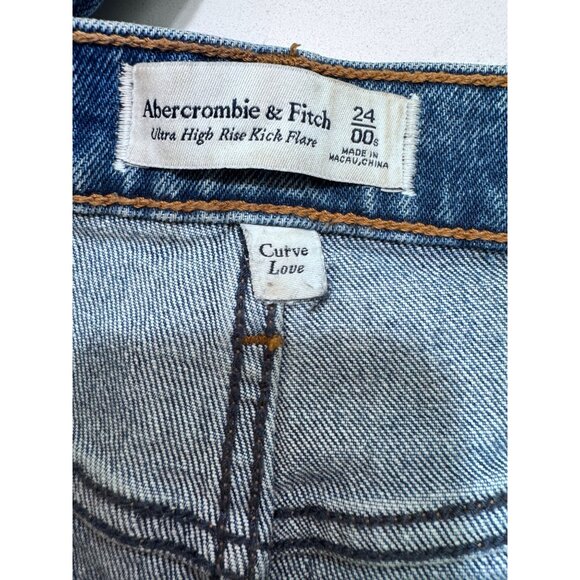 Abercrombie & Fitch
Ultra High Rise Kick Flare
24
00s
MADE IN
MACAU,CHINA
Curve
Love